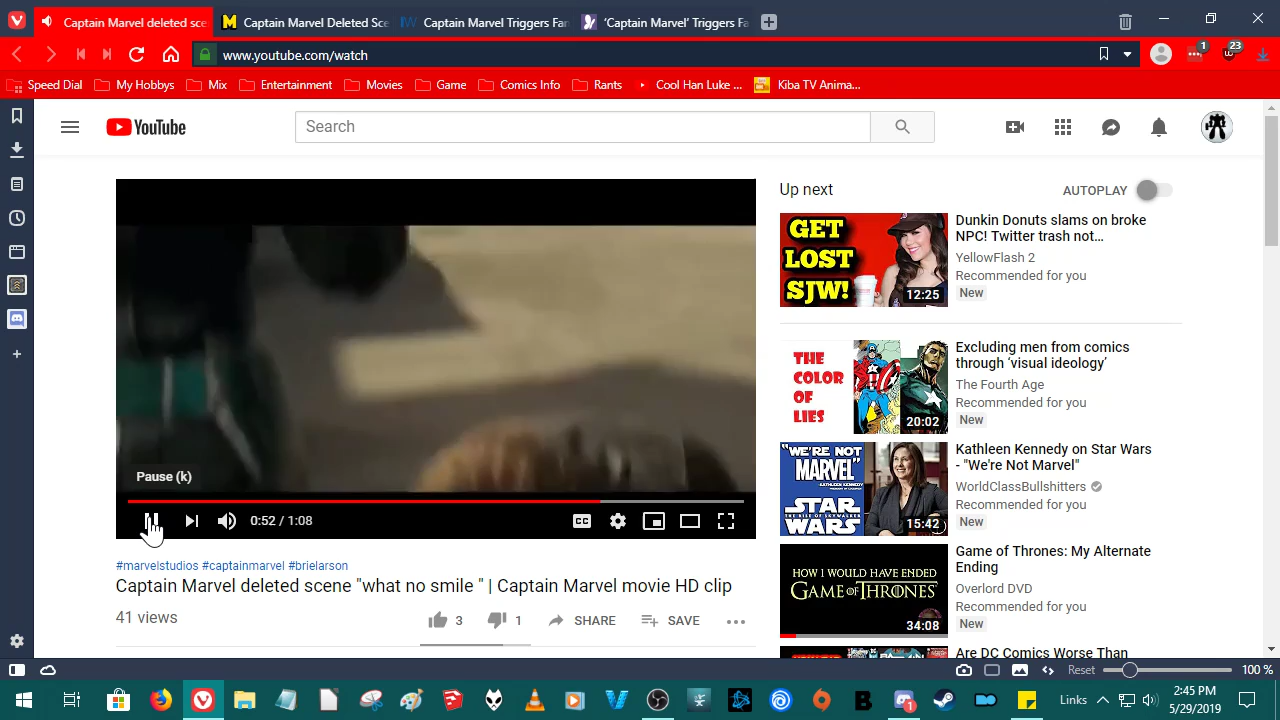 Captain Marvel deleted sce
Captain Marvel Deleted Sce
Captain Marvel Triggers Fan
'Captain Marvel' Triggers Fa
www.youtube.com/watch
1
23
Speed Dial
My Hobbys
Mix
Entertainment
Movies
Game
Comics Info
Rants
Cool Han Luke ...
Kiba TV Anima...
YouTube
Search
Up next
AUTOPLAY
GET
LOST
SJW!
12:25
Dunkin Donuts slams on broke
NPC! Twitter trash not...
YellowFlash 2
Recommended for you
New
THE
COLOR
OF
LIES
20:02
Excluding men from comics
through 'visual ideology'
The Fourth Age
Recommended for you
New
"WE'RE NOT
MARVEL"
STAR
WARS
15:42
Kathleen Kennedy on Star Wars
- "We're Not Marvel"
WorldClassBullshitters
Recommended for you
New
HOW I WOULD HAVE ENDED
GAME OF THRONES
34:08
Game of Thrones: My Alternate
Ending
Overlord DVD
Recommended for you
New
Are DC Comics Worse Than
Pause (k)
0:52 / 1:08
CC
#marvelstudios #captainmarvel #brielarson
Captain Marvel deleted scene "what no smile " | Captain Marvel movie HD clip
41 views
3
1
SHARE
SAVE
Reset
100 %
Links
2:45 PM
5/29/2019